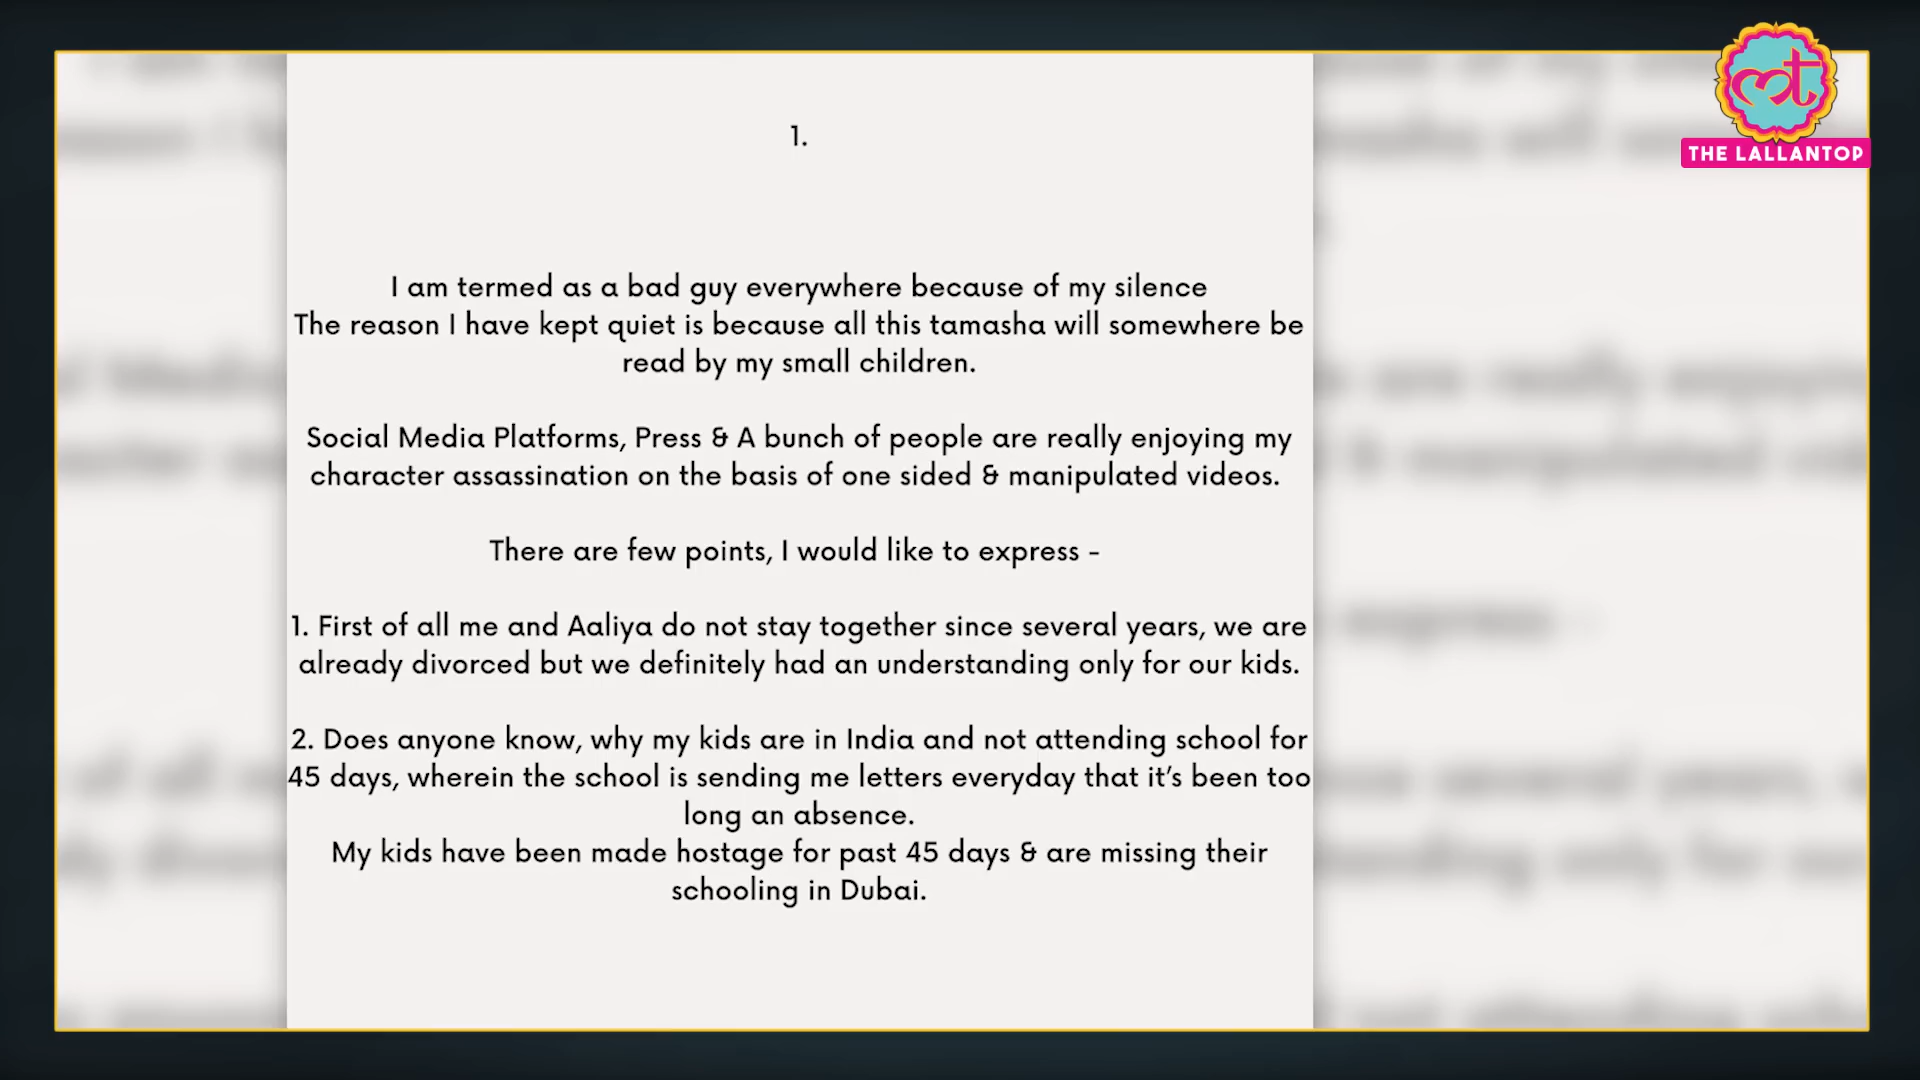 THE LALLANTOP
1.
I am termed as a bad guy everywhere because of my silence
The reason I have kept quiet is because all this tamasha will somewhere be
read by my small children.
Social Media Platforms, Press & A bunch of people are really enjoying my
character assassination on the basis of one sided & manipulated videos.
There are few points, I would like to express -
1. First of all me and Aaliya do not stay together since several years, we are
already divorced but we definitely had an understanding only for our kids.
2. Does anyone know, why my kids are in India and not attending school for
45 days, wherein the school is sending me letters everyday that it’s been too
long an absence.
My kids have been made hostage for past 45 days & are missing their
schooling in Dubai.